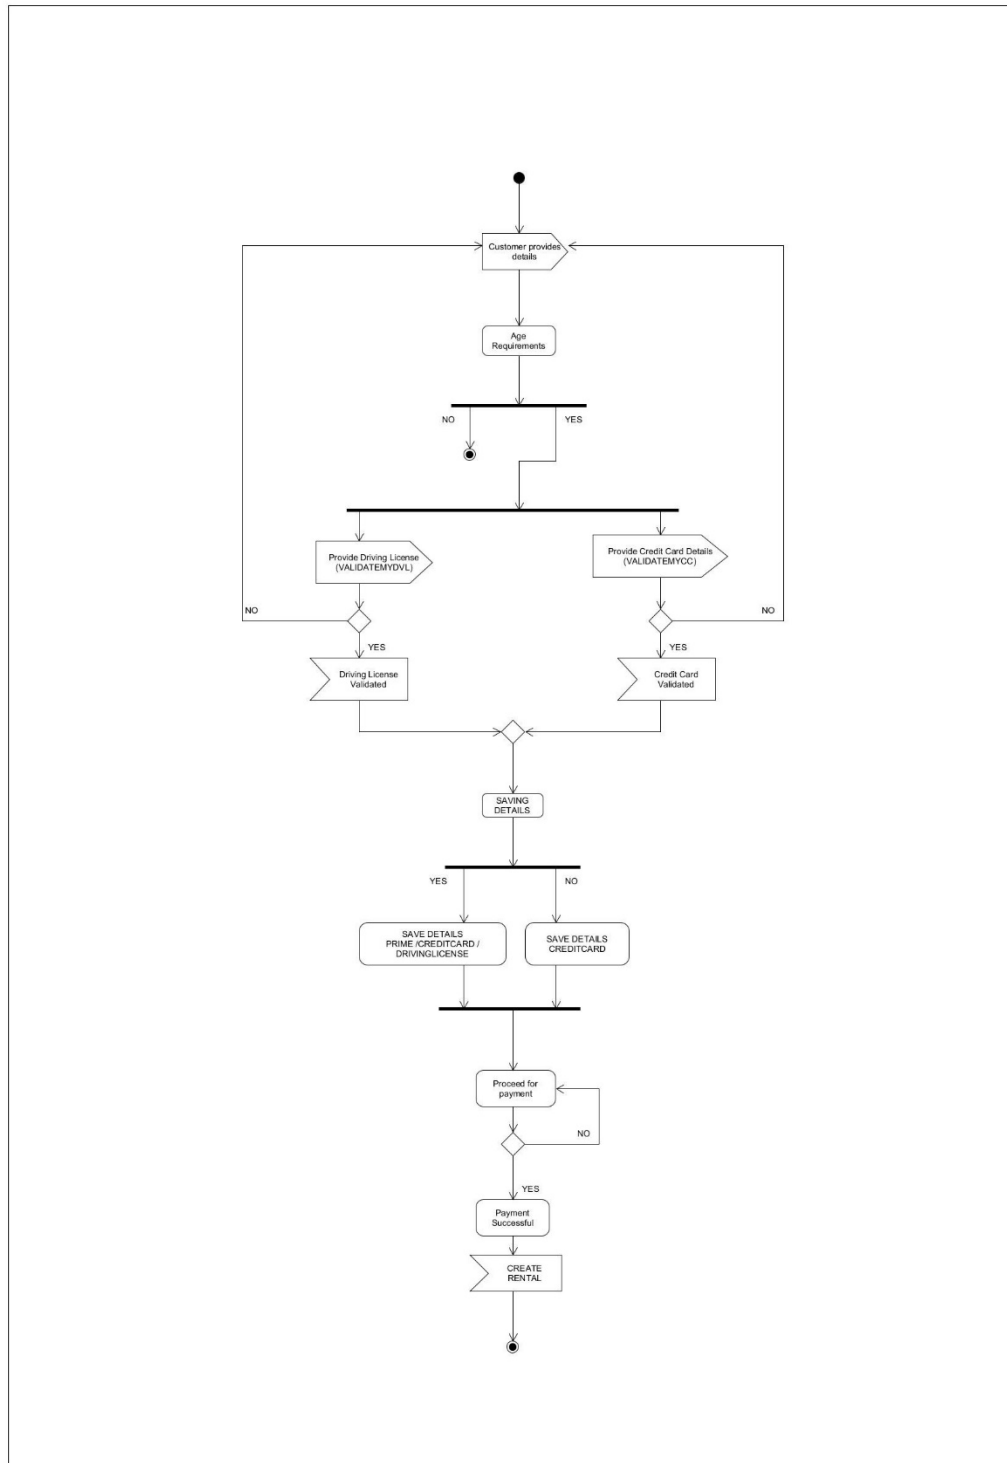 Customer provides
details
Age
Requirements
NO
YES
Provide Driving License
(VALIDATEMYDVL)
Provide Credit Card Details
(VALIDATEMYCC)
NO
NO
YES
YES
Driving License
Validated
Credit Card
Validated
SAVING
DETAILS
YES
NO
SAVE DETAILS
PRIME /CREDITCARD /
DRIVINGLICENSE
SAVE DETAILS
CREDITCARD
Proceed for
payment
NO
YES
Payment
Successful
CREATE
RENTAL